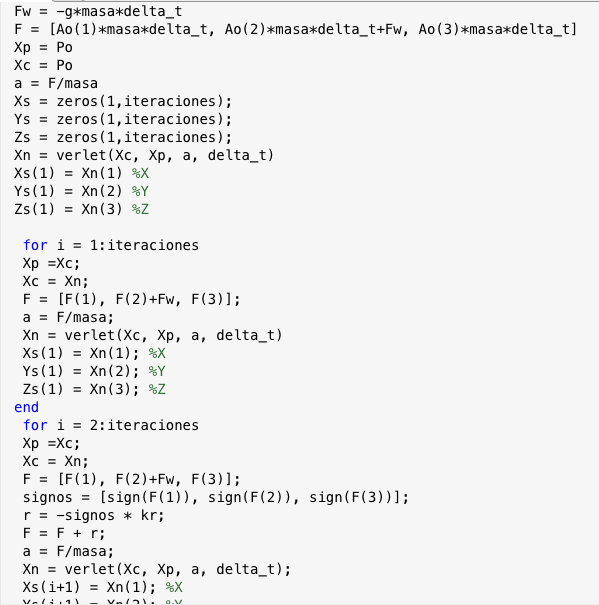 Fw = -g*masa*delta_t
F = [Ao(1)*masa*delta_t, Ao(2)*masa*delta_t+Fw, Ao(3)*masa*delta_t]
Xp = Po
Xc = Po
a = F/masa
Xs = zeros(1,iteraciones);
Ys = zeros(1,iteraciones);
Zs = zeros(1,iteraciones);
Xn = verlet(Xc, Xp, a, delta_t)
Xs(1) = Xn(1) %X
Ys(1) = Xn(2) %Y
Zs(1) = Xn(3) %Z
for i = 1:iteraciones
Xp =Xc;
Xc = Xn;
F = [F(1), F(2)+Fw, F(3)];
a = F/masa;
Xn = verlet(Xc, Xp, a, delta_t)
Xs(1) = Xn(1); %X
Ys(1) = Xn(2); %Y
Zs(1) = Xn(3); %Z
end
for i = 2:iteraciones
Xp =Xc;
Xc = Xn;
F = [F(1), F(2)+Fw, F(3)];
signos = [sign(F(1)), sign(F(2)), sign(F(3))];
r = -signos * kr;
F = F + r;
a = F/masa;
Xn = verlet(Xc, Xp, a, delta_t);
Xs(i+1) = Xn(1); %X
Ys(i+1) = Xn(2); %Y